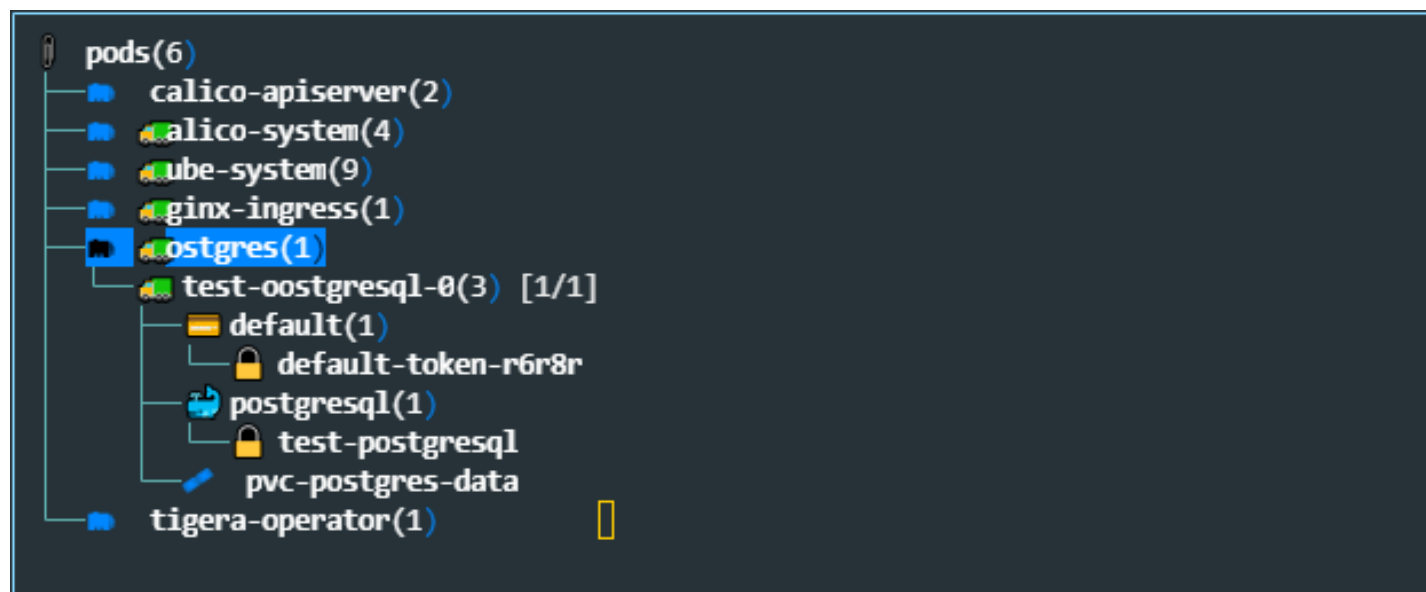 pods(6)
calico-apiserver(2)
alico-system(4)
ube-system(9)
ginx-ingress(1)
ostgres(1)
test-oostgresql-0(3) [1/1]
default(1)
default-token-r6r8r
postgresql(1)
test-postgresql
pvc-postgres-data
tigera-operator(1)